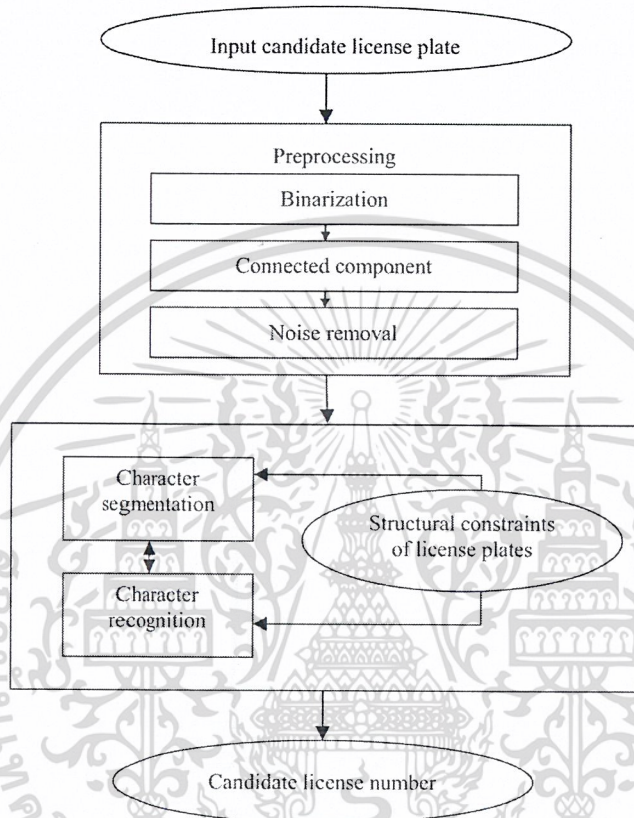 Input candidate license plate
Preprocessing
Binarization
Connected component
Noise removal
Character
segmentation
Structural constraints
of license plates
Character
recognition
Candidate license number